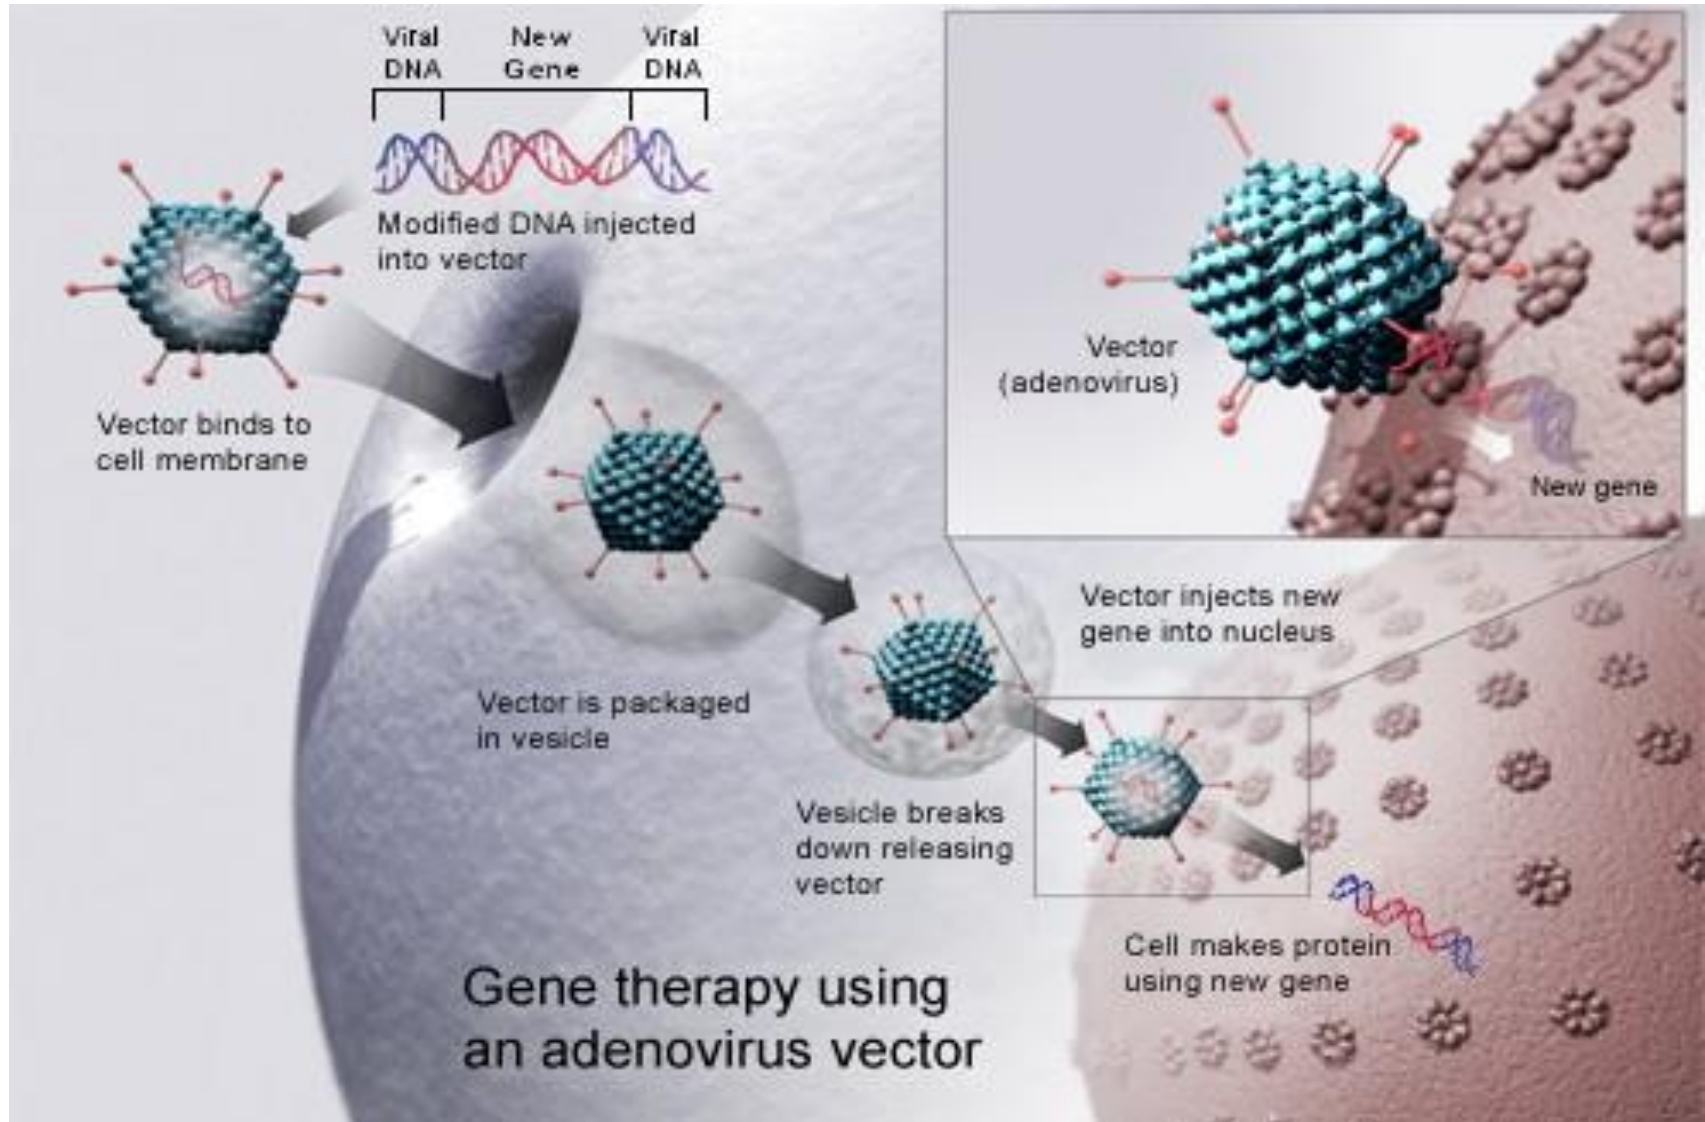 Viral
DNA
New
Gene
Viral
DNA
Modified DNA injected
into vector
Vector binds to
cell membrane
Vector
(adenovirus)
New gene
Vector injects new
gene into nucleus
Vector is packaged
in vesicle
Vesicle breaks
down releasing
vector
Cell makes protein
using new gene
Gene therapy using
an adenovirus vector